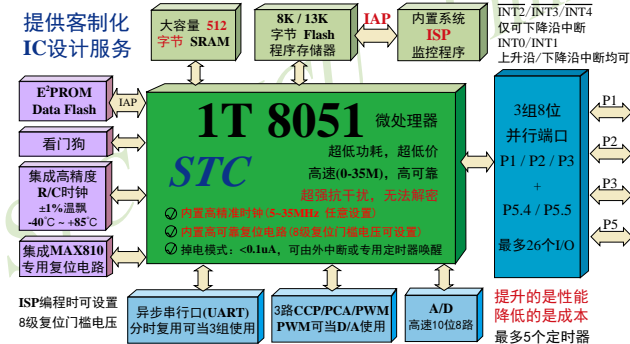 提供客制化
IC设计服务
大容量 512
字节 SRAM
8K / 13K
字节 Flash
程序存储器
IAP
内置系统
ISP
监控程序
INT2/INT3/INT4
仅可下降沿中断
INT0/INT1
上升沿/下降沿中断均可
E²PROM
Data Flash
IAP
看门狗
集成高精度
R/C时钟
±1%温飘
-40℃ ~ +85℃
集成MAX810
专用复位电路
1T 8051 微处理器
STC
超低功耗，超低价
高速(0-35M)，高可靠
超强抗干扰，无法解密
内置高精准时钟(5~35MHz 任意设置)
内置高可靠复位电路(8级复位门槛电压可设置)
掉电模式：<0.1uA，可由外中断或专用定时器唤醒
3组8位
并行端口
P1 / P2 / P3
+
P5.4 / P5.5
最多26个I/O
P1
P2
P3
P5
ISP编程时可设置
8级复位门槛电压
异步串行口(UART)
分时复用可当3组使用
3路CCP/PCA/PWM
PWM可当D/A使用
A/D
高速10位8路
提升的是性能
降低的是成本
最多5个定时器